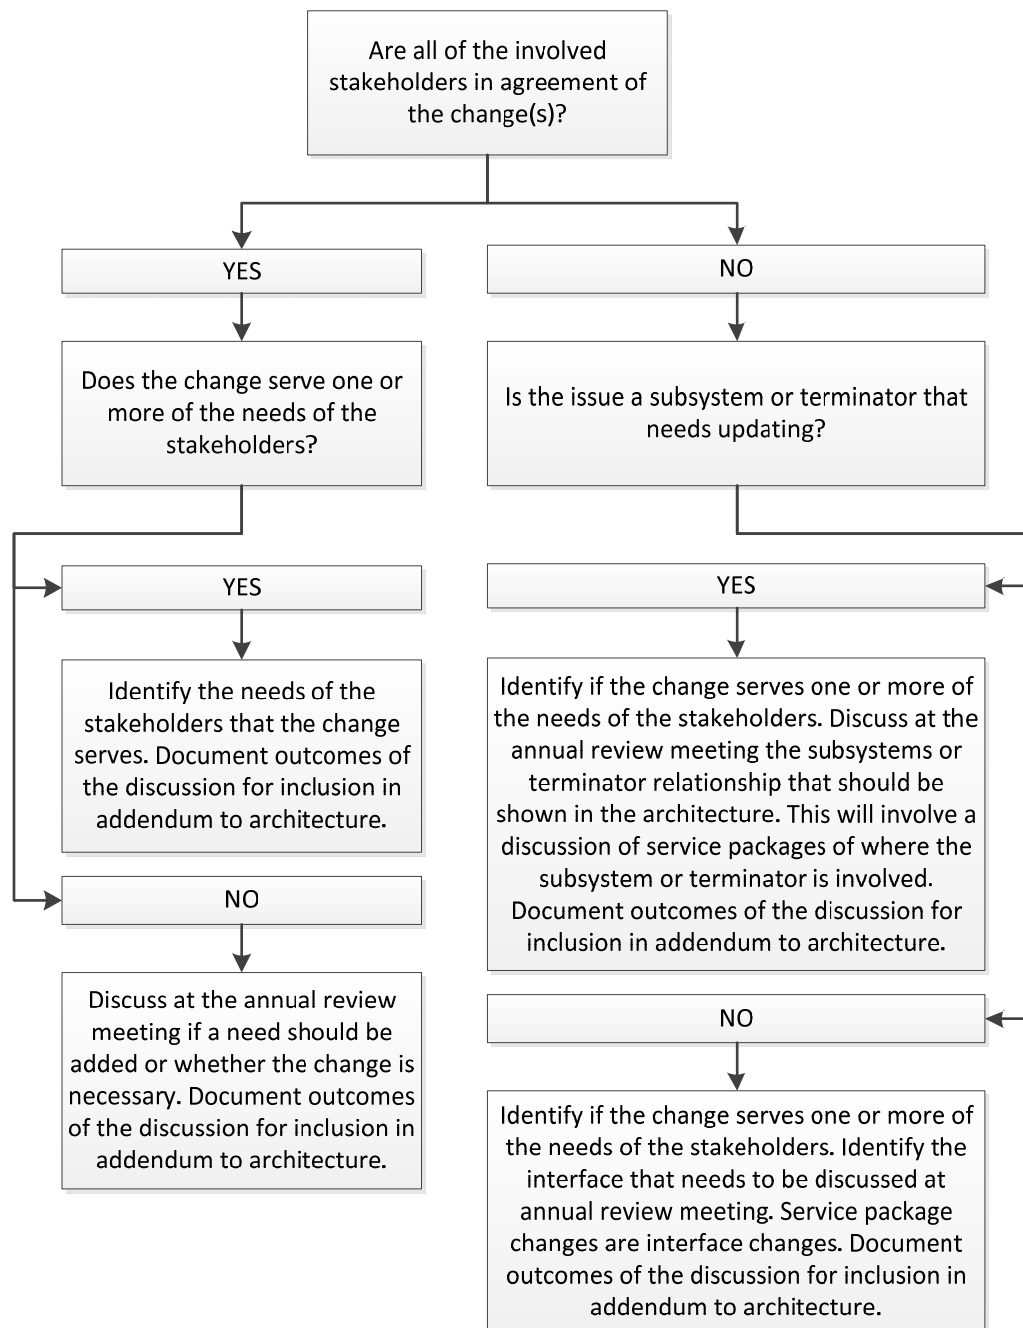 Are all of the involved
stakeholders in agreement of
the change(s)?
YES
Does the change serve one or
more of the needs of the
stakeholders?
YES
Identify the needs of the
stakeholders that the change
serves. Document outcomes of
the discussion for inclusion in
addendum to architecture.
NO
Discuss at the annual review
meeting if a need should be
added or whether the change is
necessary. Document outcomes
of the discussion for inclusion in
addendum to architecture.
NO
Is the issue a subsystem or terminator that
needs updating?
YES
Identify if the change serves one or more of
the needs of the stakeholders. Discuss at the
annual review meeting the subsystems or
terminator relationship that should be
shown in the architecture. This will involve a
discussion of service packages of where the
subsystem or terminator is involved.
Document outcomes of the discussion for
inclusion in addendum to architecture.
NO
Identify if the change serves one or more of
the needs of the stakeholders. Identify the
interface that needs to be discussed at
annual review meeting. Service package
changes are interface changes. Document
outcomes of the discussion for inclusion in
addendum to architecture.